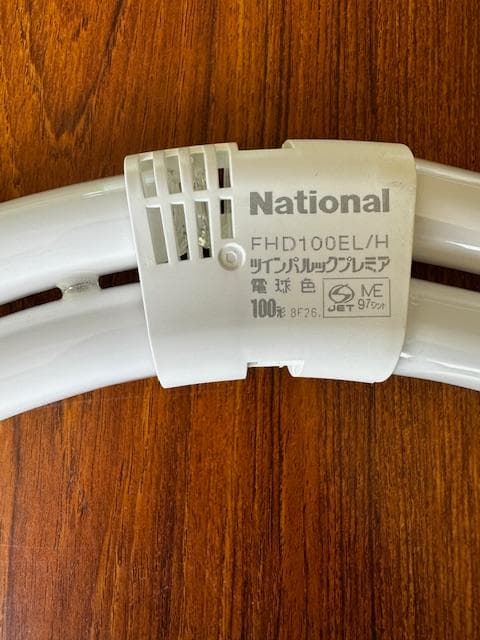 National
FHD100EL/H
ツインパルックプレミア
電球色
100形 8F26.
JET
ME
97ワット
D